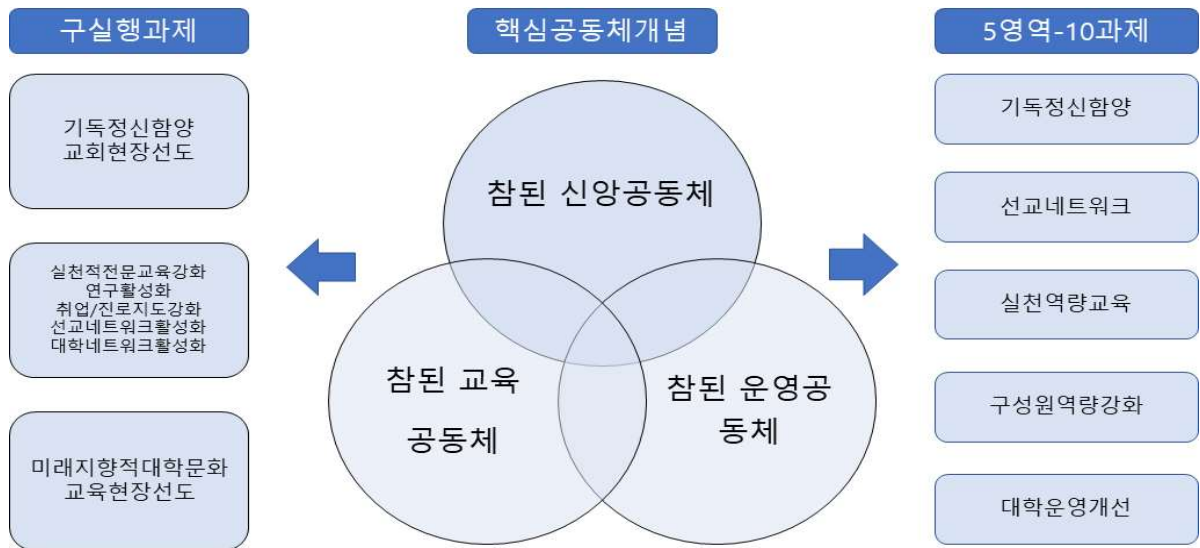 구실행과제
기독정신함양
교회현장선도
실천적전문교육강화
연구활성화
취업/진로지도강화
선교네트워크활성화
대학네트워크활성화
미래지향적대학문화
교육현장선도
핵심공동체개념
참된 신앙공동체
참된 교육
공동체
참된 운영공
동체
5영역-10과제
기독정신함양
선교네트워크
실천역량교육
구성원역량강화
대학운영개선